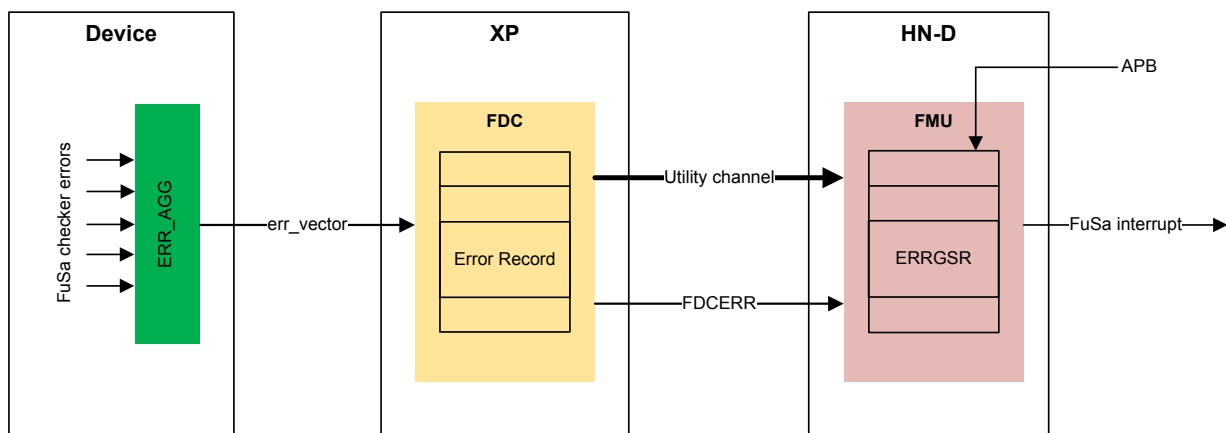 Device
XP
HN-D
APB
FDC
FMU
FuSa checker errors
ERR_AGG
err_vector
Error Record
Utility channel
FDCERR
ERRGSR
FuSa interrupt